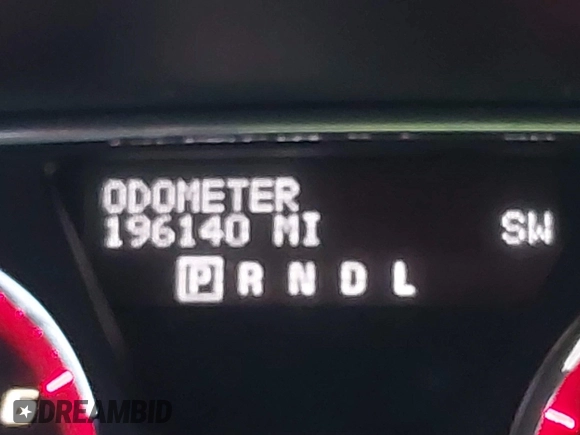 ODOMETER
196140 MI SW
P R N D L
DREAMBID